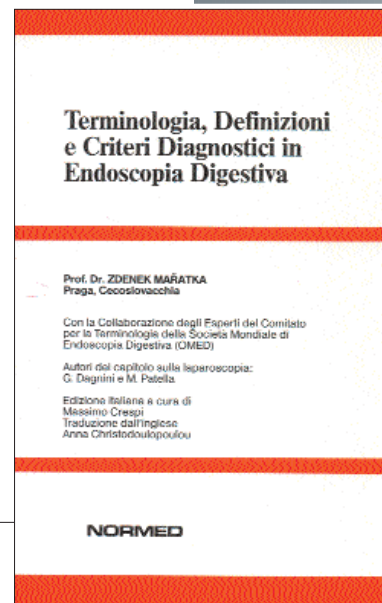 Terminologia, Definizioni
e Criteri Diagnostici in
Endoscopia Digestiva
Prof. Dr. ZDENEK MAŘATKA
Praga, Cecoslovacchia
Con la Collaborazione degli Esperti del Comitato
per la Terminologia della Società Mondiale di
Endoscopia Digestiva (OMED)
Autori del capitolo sulla laparoscopia:
G. Dagnini e M. Patella
Edizione italiana a cura di
Massimo Crespi
Traduzione dall'inglese
Anna Christodoulopoulou
NORMED